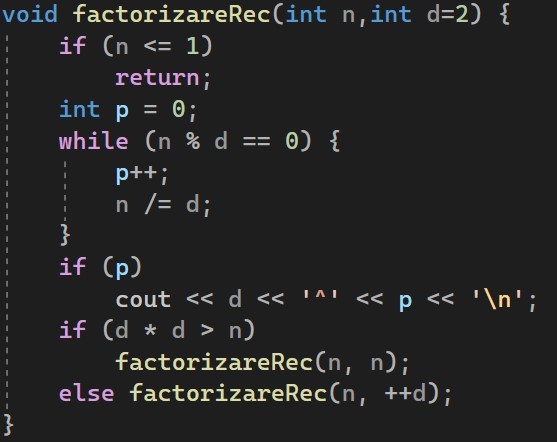 void factorizareRec(int n,int d=2) {
if (n <= 1)
return;
int p = 0;
while (n % d == 0) {
p++;
n /= d;
}
if (p)
cout << d << '^' << p << '\n';
if (d * d > n)
factorizareRec(n, n);
else factorizareRec(n, ++d);
}